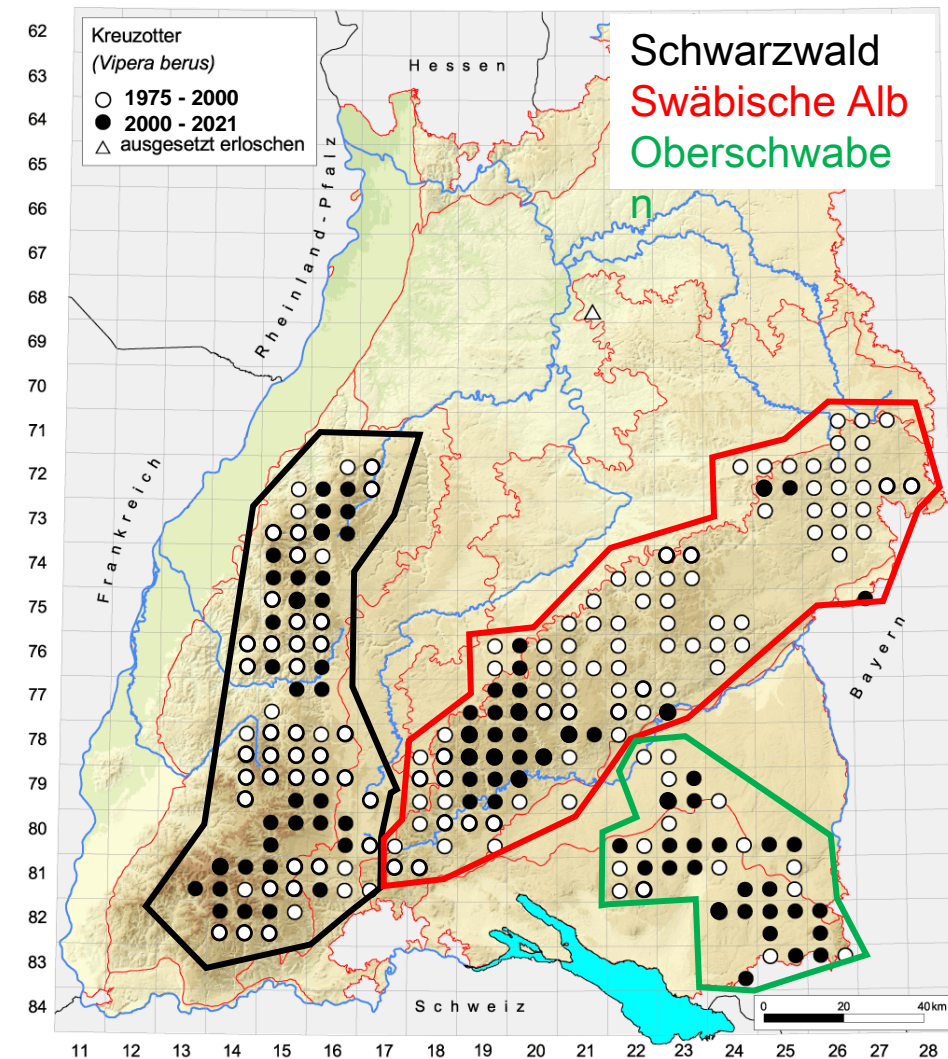 Kreuzotter
(Vipera berus)
1975 - 2000
2000 - 2021
ausgesetzt erloschen
Schwarzwald
Swäbische Alb
Oberschwabe
n
Hessen
Rheinland-Pfalz
Frankreich
Bayern
Schweiz
62
63
64
65
66
67
68
69
70
71
72
73
74
75
76
77
78
79
80
81
82
83
84
0 20 40 km
11 12 13 14 15 16 17 18 19 20 21 22 23 24 25 26 27 28